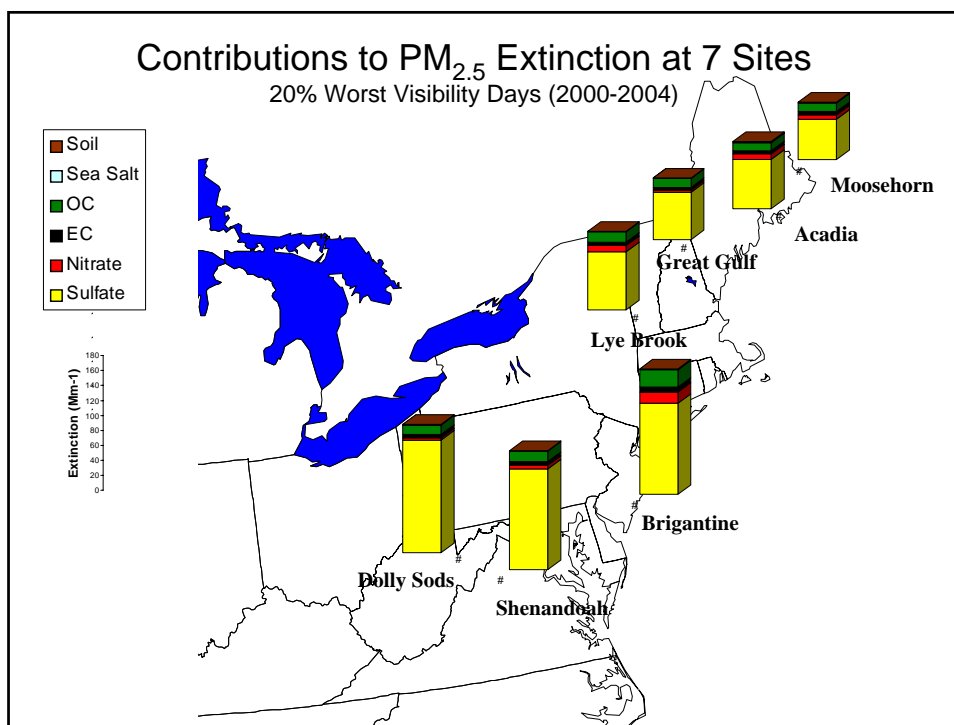 Contributions to PM2.5 Extinction at 7 Sites
20% Worst Visibility Days (2000-2004)
Soil
Sea Salt
OC
EC
Nitrate
Sulfate
180
160
140
120
100
80
60
40
20
0
Extinction (Mm-1)
#
Moosehorn
#
Acadia
#
Great Gulf
#
Lye Brook
#
Brigantine
#
Dolly Sods
#
Shenandoah